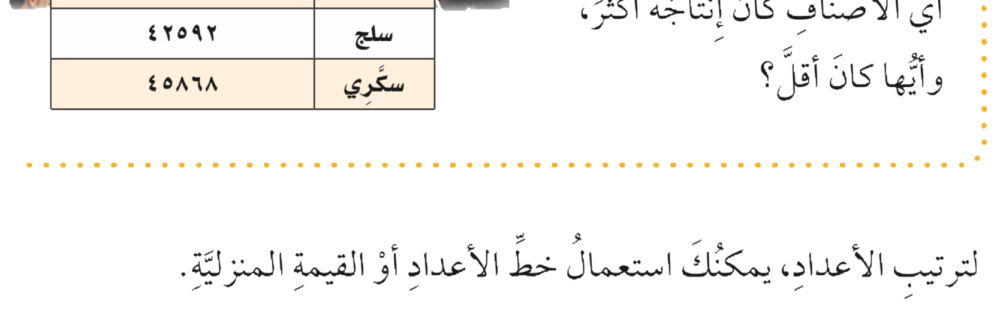 أي الأصنافِ كانَ إِنتاجُه أكثرَ،
وأيُّها كانَ أقلَّ؟
سلج ٤٢٥٩٢
سكَّرِي ٤٥٨٦٨
لترتيبِ الأعدادِ، يمكنُكَ استعمالُ خطِّ الأعدادِ أوْ القيمةِ المنزليَّةِ.